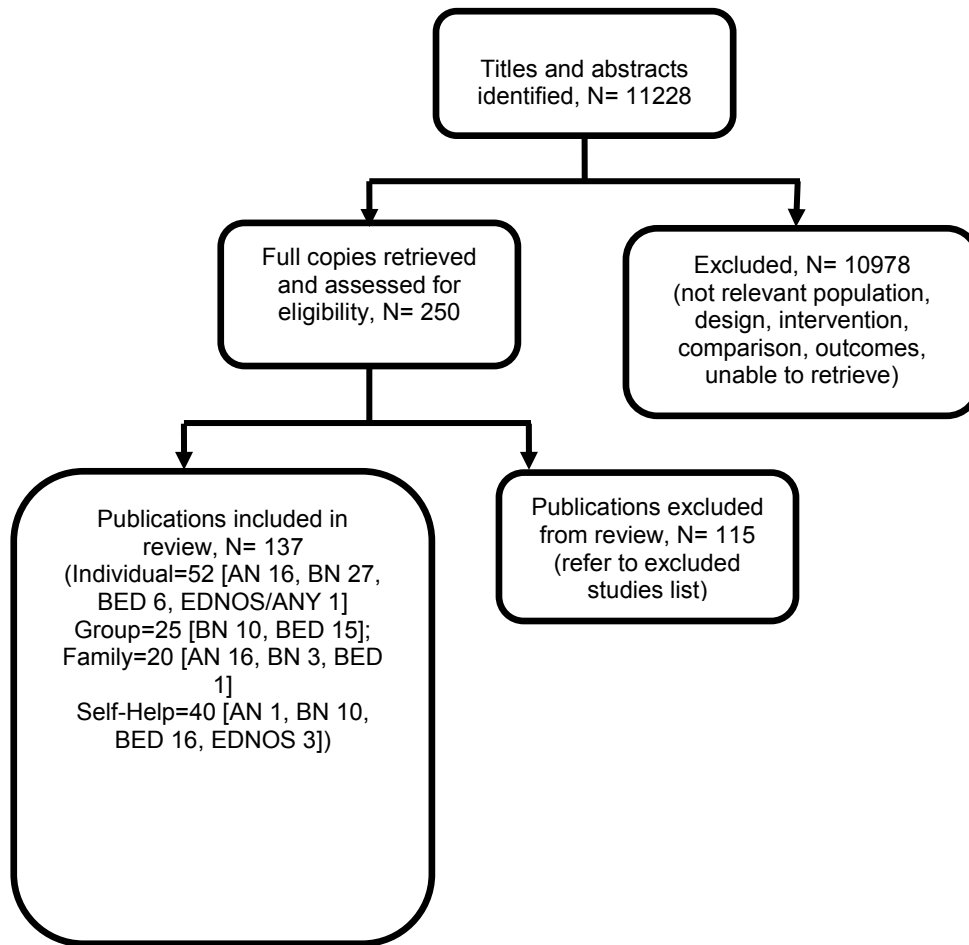 Titles and abstracts
identified, N= 11228
Full copies retrieved
and assessed for
eligibility, N= 250
Excluded, N= 10978
(not relevant population,
design, intervention,
comparison, outcomes,
unable to retrieve)
Publications included in
review, N= 137
(Individual=52 [AN 16, BN 27,
BED 6, EDNOS/ANY 1]
Group=25 [BN 10, BED 15];
Family=20 [AN 16, BN 3, BED
1]
Self-Help=40 [AN 1, BN 10,
BED 16, EDNOS 3])
Publications excluded
from review, N= 115
(refer to excluded
studies list)